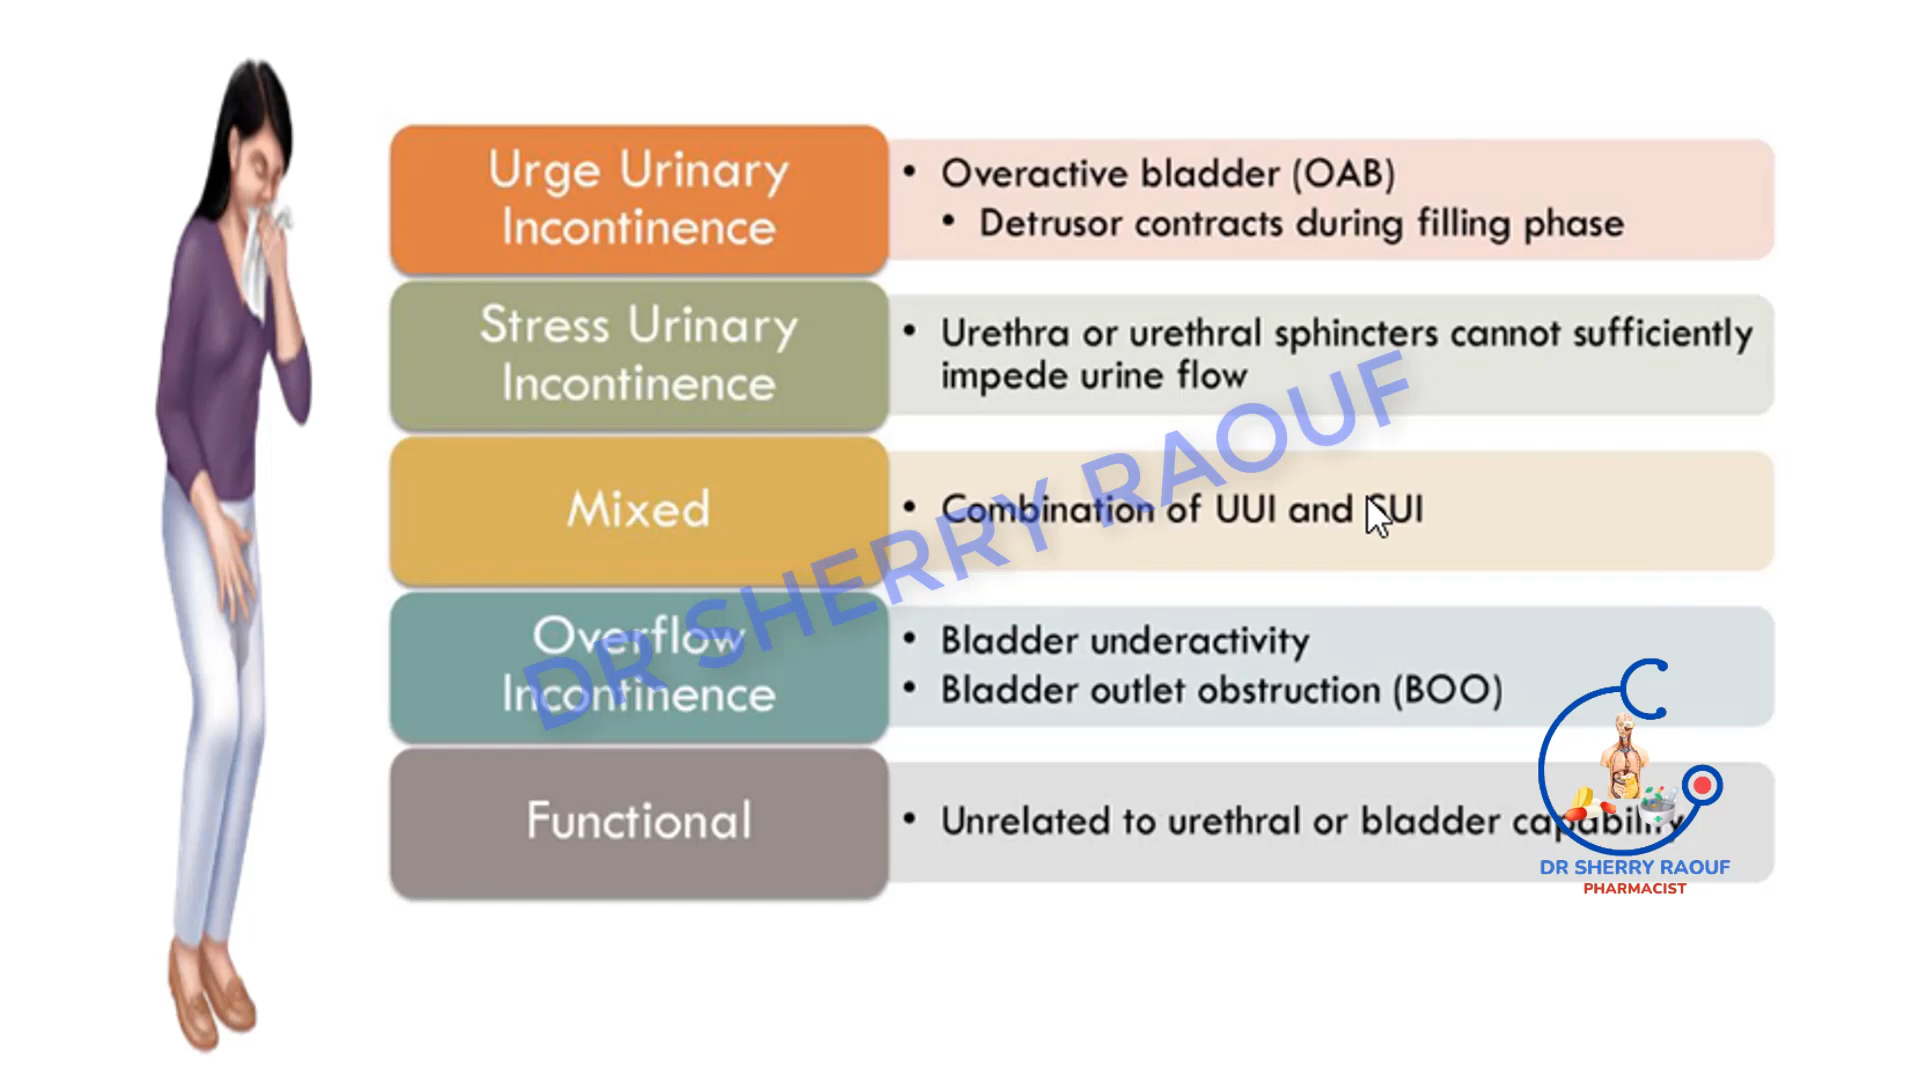 Urge Urinary
Incontinence
• Overactive bladder (OAB)
• Detrusor contracts during filling phase
Stress Urinary
Incontinence
• Urethra or urethral sphincters cannot sufficiently
impede urine flow
Mixed
• Combination of UUI and SUI
Overflow
Incontinence
• Bladder underactivity
• Bladder outlet obstruction (BOO)
Functional
• Unrelated to urethral or bladder capability
DR SHERRY RAOUF
DR SHERRY RAOUF
PHARMACIST